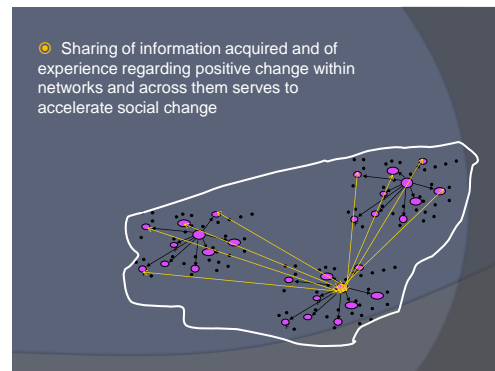 Sharing of information acquired and of
experience regarding positive change within
networks and across them serves to
accelerate social change